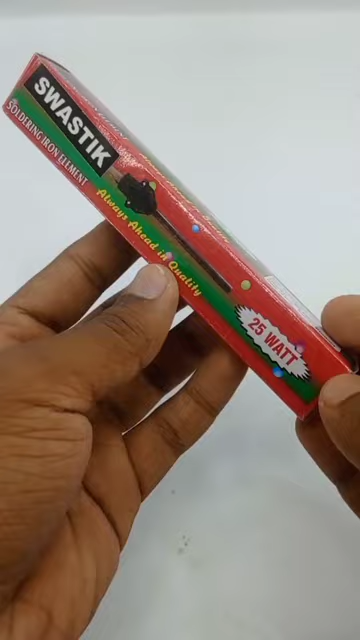 SWASTIK
SOLDERING IRON ELEMENT
Always Ahead in Quality
25 WATT